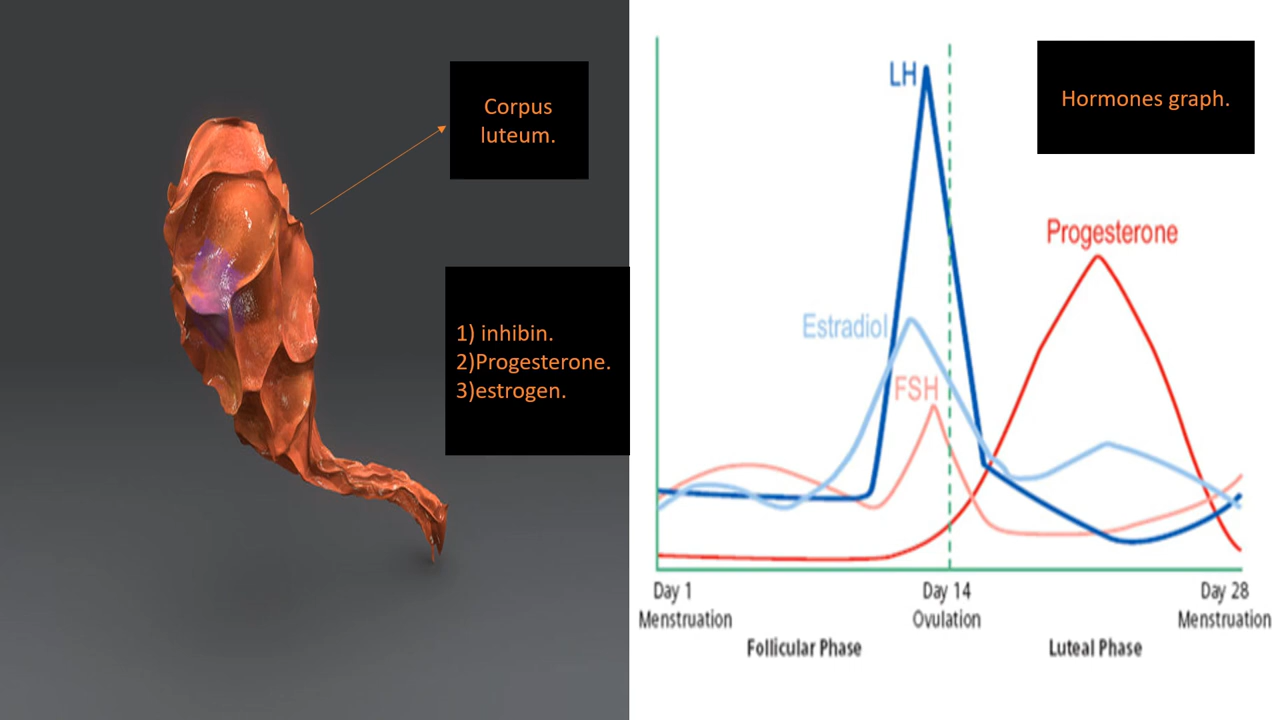 Corpus
luteum.
1) inhibin.
2)Progesterone.
3)estrogen.
Hormones graph.
LH
Progesterone
Estradiol
FSH
Day 1
Menstruation
Day 14
Ovulation
Day 28
Menstruation
Follicular Phase
Luteal Phase